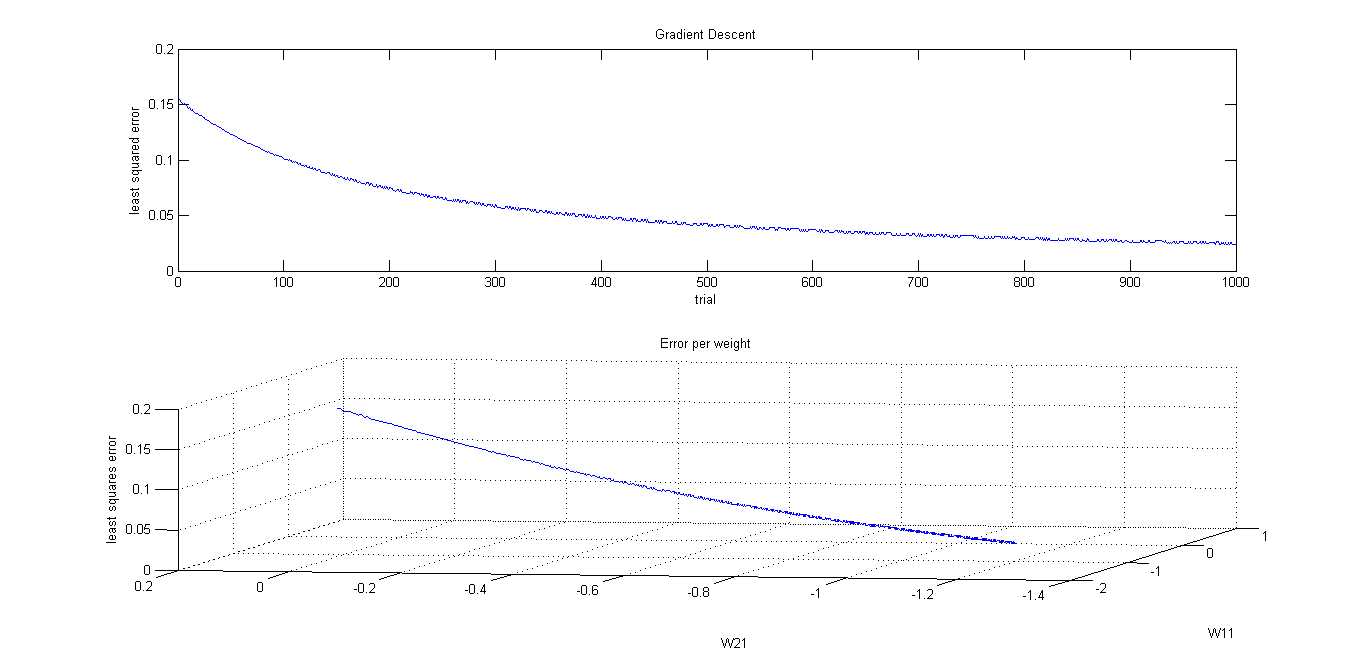 Gradient Descent
0.2
0.15
0.1
0.05
0
least squared error
0 100 200 300 400 500 600 700 800 900 1000
trial
Error per weight
0.2
0.15
0.1
0.05
0
least squares error
0.2 0 -0.2 -0.4 -0.6 -0.8 -1 -1.2 -1.4
W21
1
0
-1
-2
W11